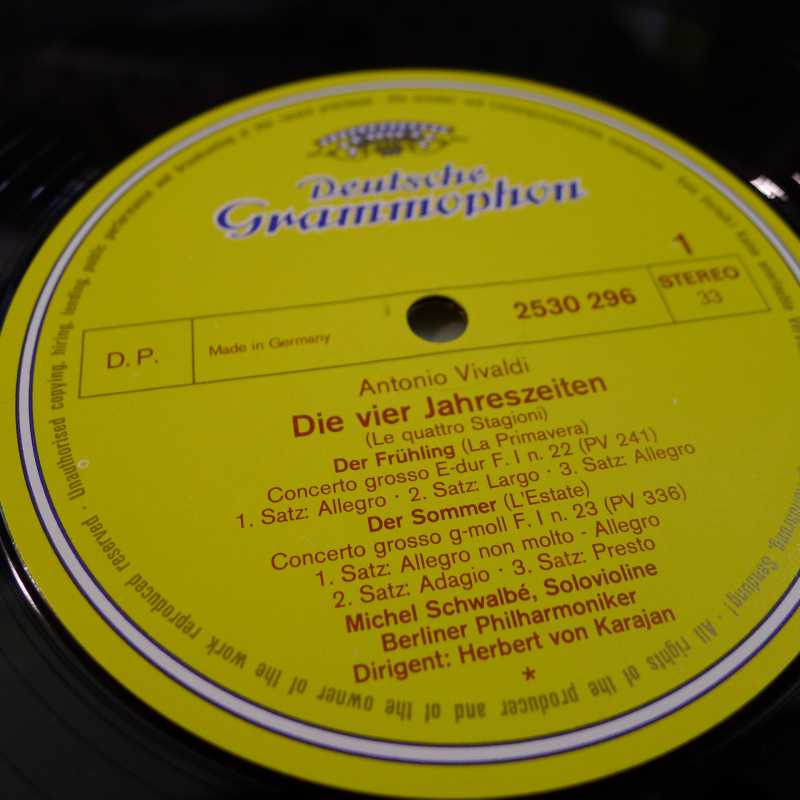 Deutsche
Grammophon
1
D.P.
Made in Germany
2530 296
STEREO
33
Antonio Vivaldi
Die vier Jahreszeiten
(Le quattro Stagioni)
Der Frühling (La Primavera)
Concerto grosso E-dur F. I n. 22 (PV 241)
1. Satz: Allegro · 2. Satz: Largo · 3. Satz: Allegro
Der Sommer (L'Estate)
Concerto grosso g-moll F. I n. 23 (PV 336)
1. Satz: Allegro non molto - Allegro
2. Satz: Adagio · 3. Satz: Presto
Michel Schwalbé, Solovioline
Berliner Philharmoniker
Dirigent: Herbert von Karajan
*
Sendung! · All rights of the producer and of the owner of the work reproduced reserved · Unauthorised copying, hiring, lending, public performance and broadcasting